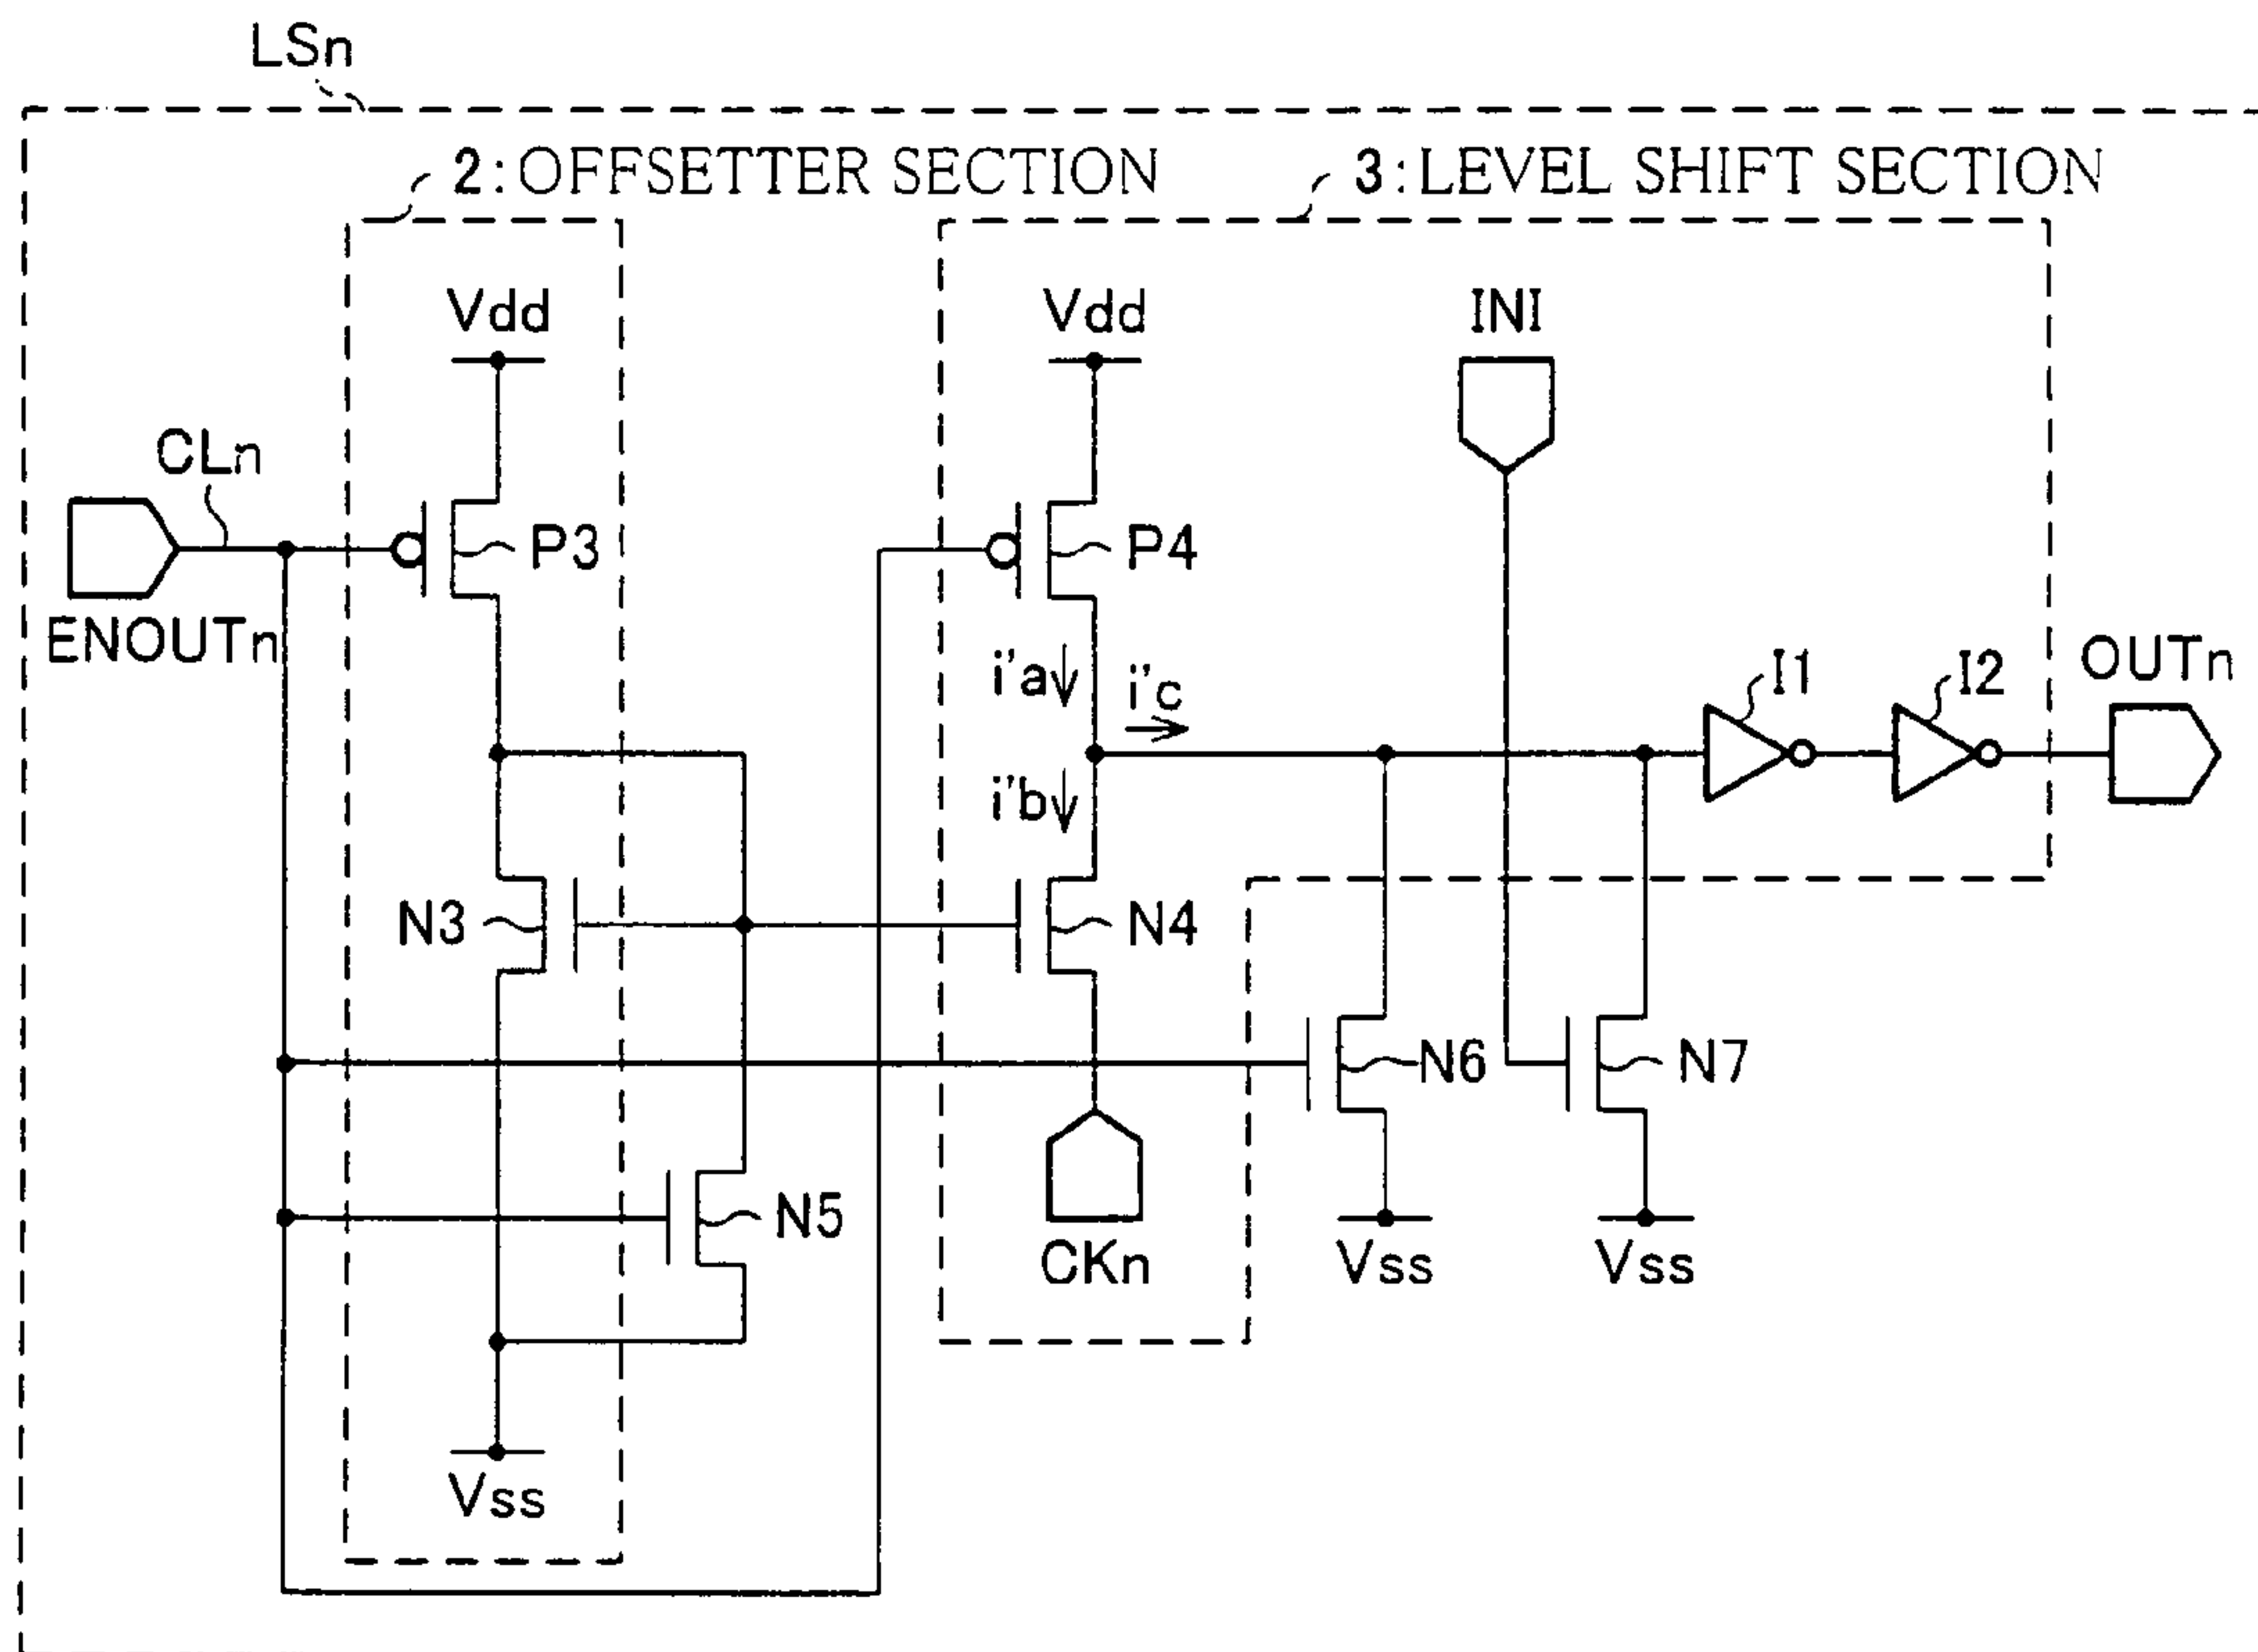 LSn
2: OFFSETTER SECTION
3: LEVEL SHIFT SECTION
Vdd
Vdd
INI
CLn
P3
P4
ENOUTn
i'a
i'c
I1
I2
OUTn
i'b
N3
N4
N6
N7
N5
CKn
Vss
Vss
Vss